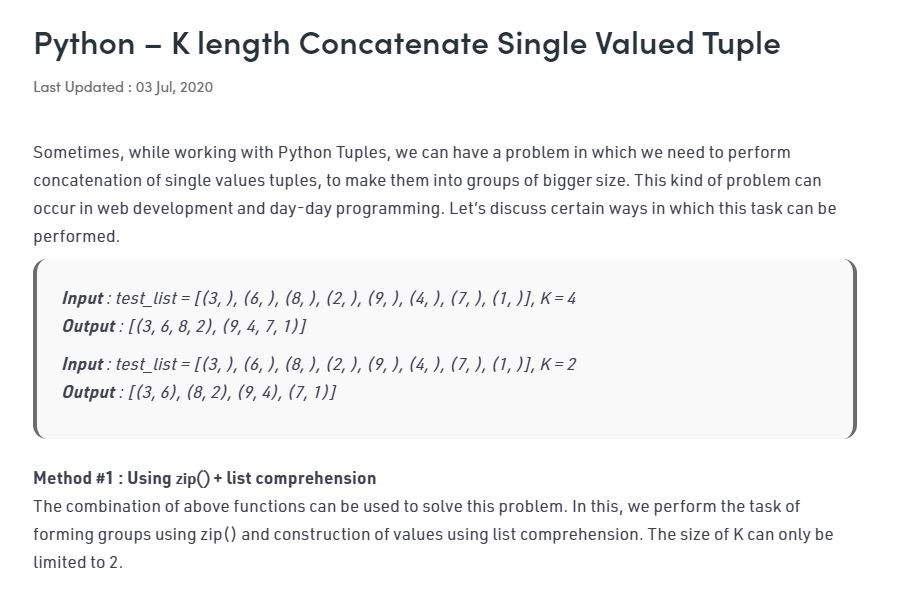 Python – K length Concatenate Single Valued Tuple
Last Updated : 03 Jul, 2020
Sometimes, while working with Python Tuples, we can have a problem in which we need to perform
concatenation of single values tuples, to make them into groups of bigger size. This kind of problem can
occur in web development and day-day programming. Let’s discuss certain ways in which this task can be
performed.
Input : test_list = [(3, ), (6, ), (8, ), (2, ), (9, ), (4, ), (7, ), (1, )], K = 4
Output : [(3, 6, 8, 2), (9, 4, 7, 1)]
Input : test_list = [(3, ), (6, ), (8, ), (2, ), (9, ), (4, ), (7, ), (1, )], K = 2
Output : [(3, 6), (8, 2), (9, 4), (7, 1)]
Method #1 : Using zip() + list comprehension
The combination of above functions can be used to solve this problem. In this, we perform the task of
forming groups using zip() and construction of values using list comprehension. The size of K can only be
limited to 2.